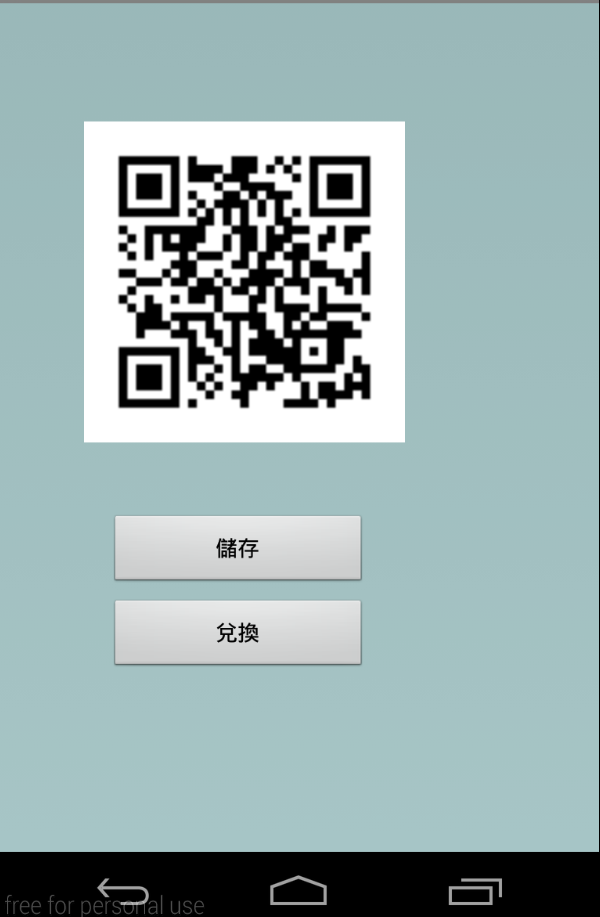 儲存
兌換
free for personal use